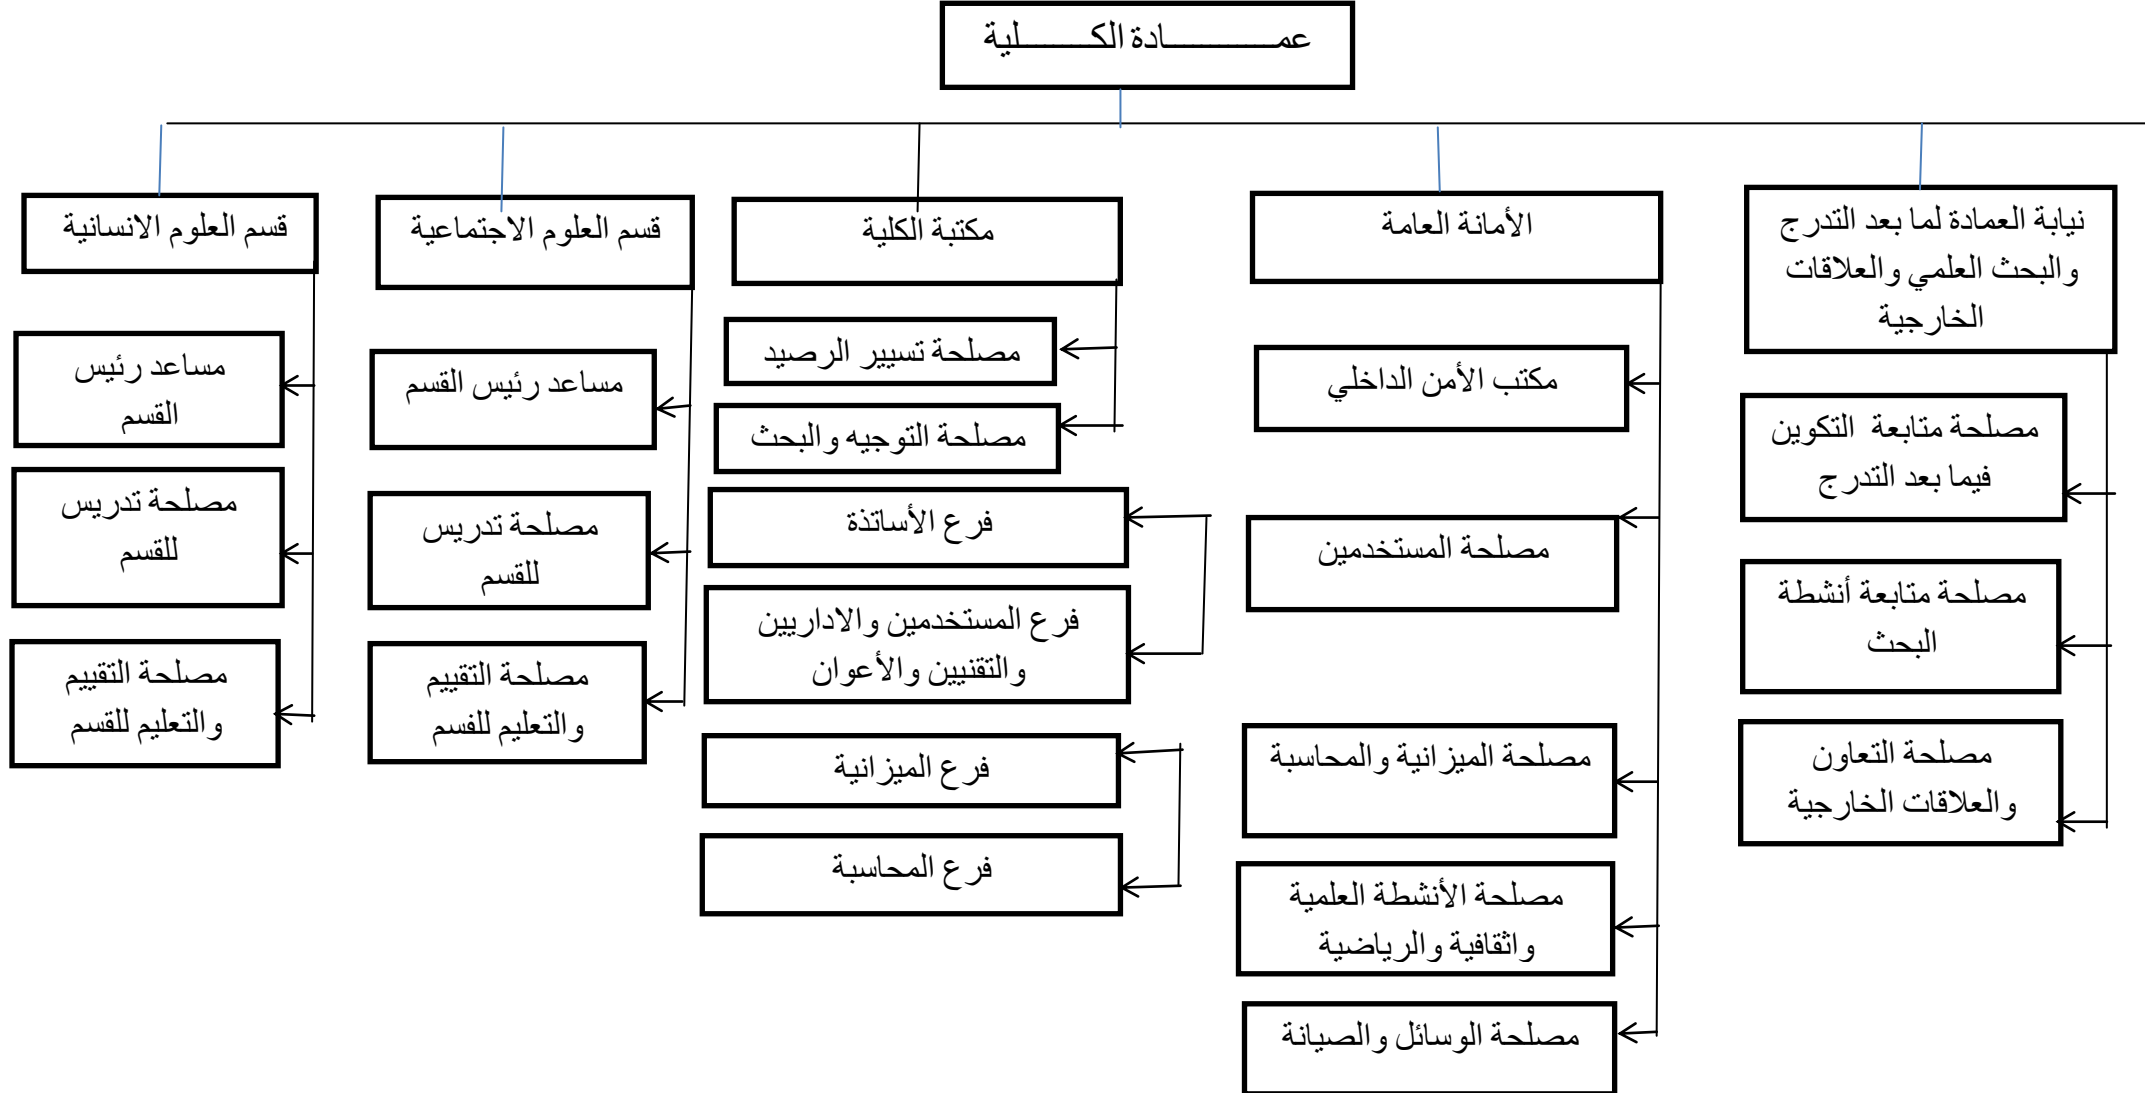 عمـــــــــادة الكــــــــلية
نيابة العمادة لما بعد التدرج
والبحث العلمي والعلاقات
الخارجية
مصلحة متابعة التكوين
فيما بعد التدرج
مصلحة متابعة أنشطة
البحث
مصلحة التعاون
والعلاقات الخارجية
الأمانة العامة
مكتب الأمن الداخلي
مصلحة المستخدمين
مصلحة الميزانية والمحاسبة
مصلحة الأنشطة العلمية
واثقافية والرياضية
مصلحة الوسائل والصيانة
مكتبة الكلية
مصلحة تسيير الرصيد
مصلحة التوجيه والبحث
فرع الأساتذة
فرع المستخدمين والاداريين
والتقنيين والأعوان
فرع الميزانية
فرع المحاسبة
قسم العلوم الاجتماعية
مساعد رئيس القسم
مصلحة تدريس
للقسم
مصلحة التقييم
والتعليم للفسم
قسم العلوم الانسانية
مساعد رئيس
القسم
مصلحة تدريس
للقسم
مصلحة التقييم
والتعليم للقسم